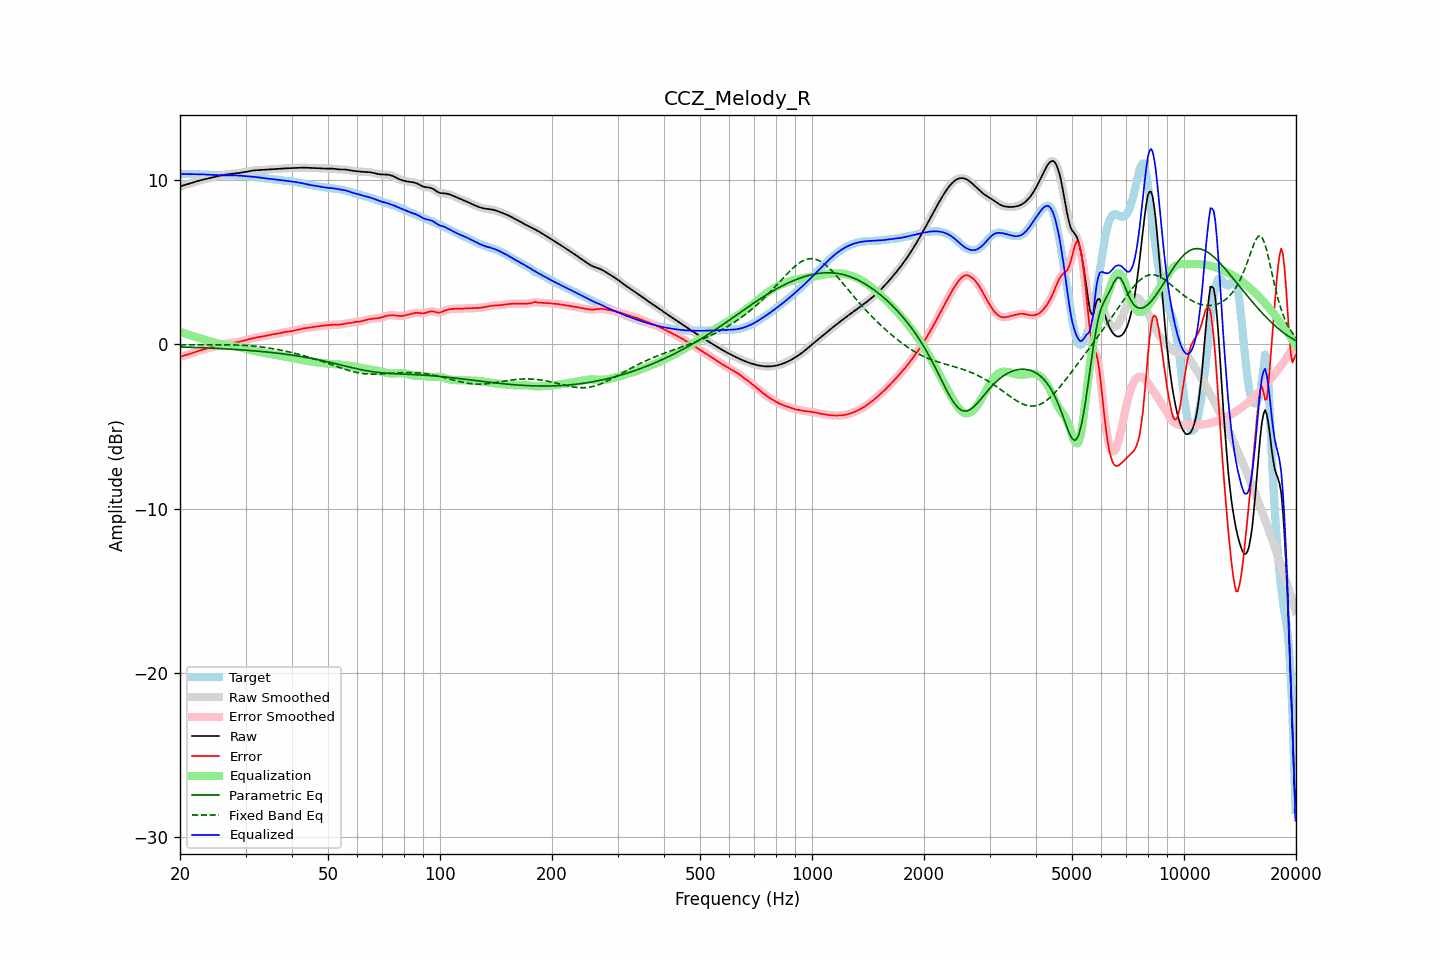 CCZ_Melody_R
Amplitude (dBr)
10
0
−10
−20
−30
Target
Raw Smoothed
Error Smoothed
Raw
Error
Equalization
Parametric Eq
Fixed Band Eq
Equalized
20 50 100 200 500 1000 2000 5000 10000 20000
Frequency (Hz)